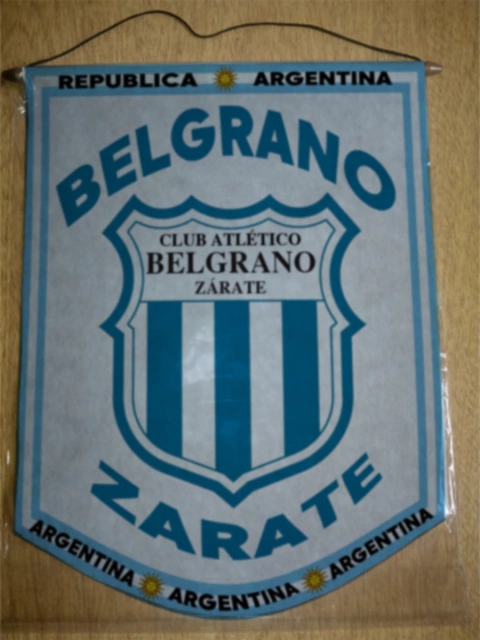 REPUBLICA ARGENTINA
BELGRANO
CLUB ATLÉTICO
BELGRANO
ZÁRATE
ZARATE
ARGENTINA ARGENTINA ARGENTINA